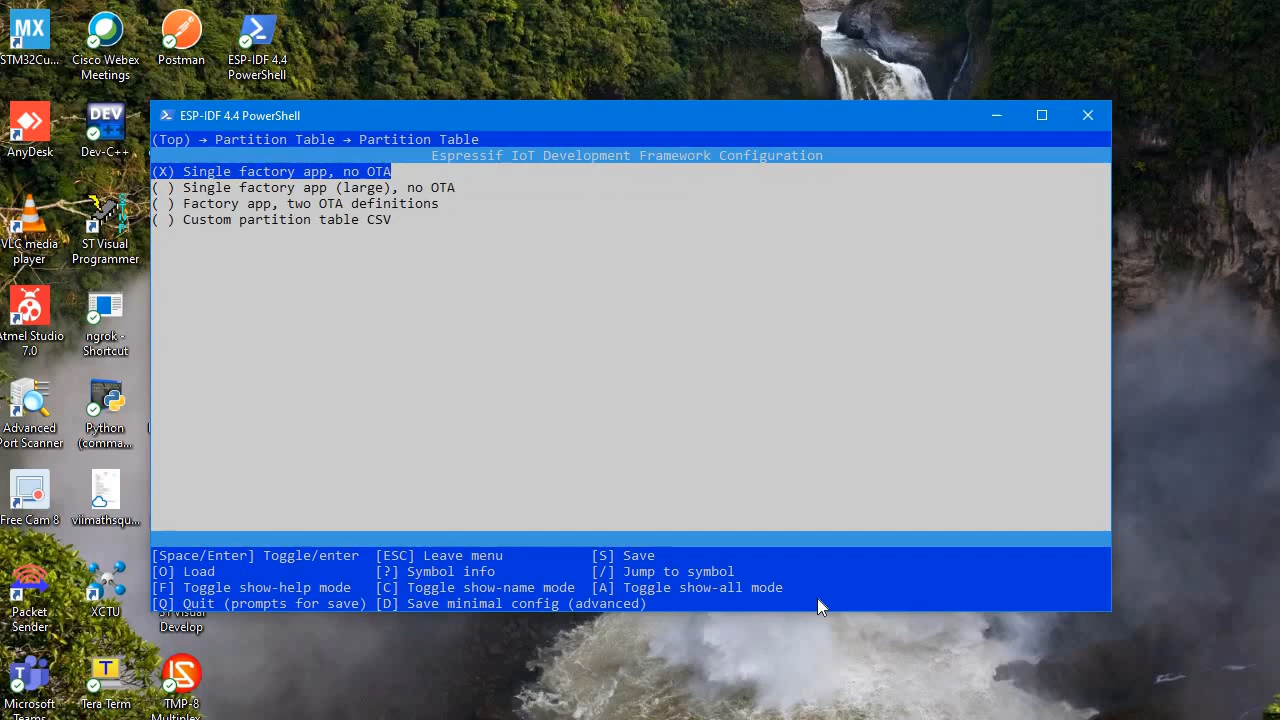 MX
STM32Cu...
Cisco Webex
Meetings
Postman
ESP-IDF 4.4
PowerShell
AnyDesk
DEV
Dev-C++
VLC media
player
ST Visual
Programmer
Atmel Studio
7.0
ngrok -
Shortcut
Advanced
Port Scanner
Python
(comma...
Free Cam 8
viimathsqu...
Packet
Sender
XCTU
ST Visual
Develop
Microsoft
Teams
T
Tera Term
TMP-8
Multiplex
ESP-IDF 4.4 PowerShell
(Top) → Partition Table → Partition Table
Espressif IoT Development Framework Configuration
(X) Single factory app, no OTA
( ) Single factory app (large), no OTA
( ) Factory app, two OTA definitions
( ) Custom partition table CSV
[Space/Enter] Toggle/enter [ESC] Leave menu [S] Save
[O] Load [?] Symbol info [/] Jump to symbol
[F] Toggle show-help mode [C] Toggle show-name mode [A] Toggle show-all mode
[Q] Quit (prompts for save) [D] Save minimal config (advanced)